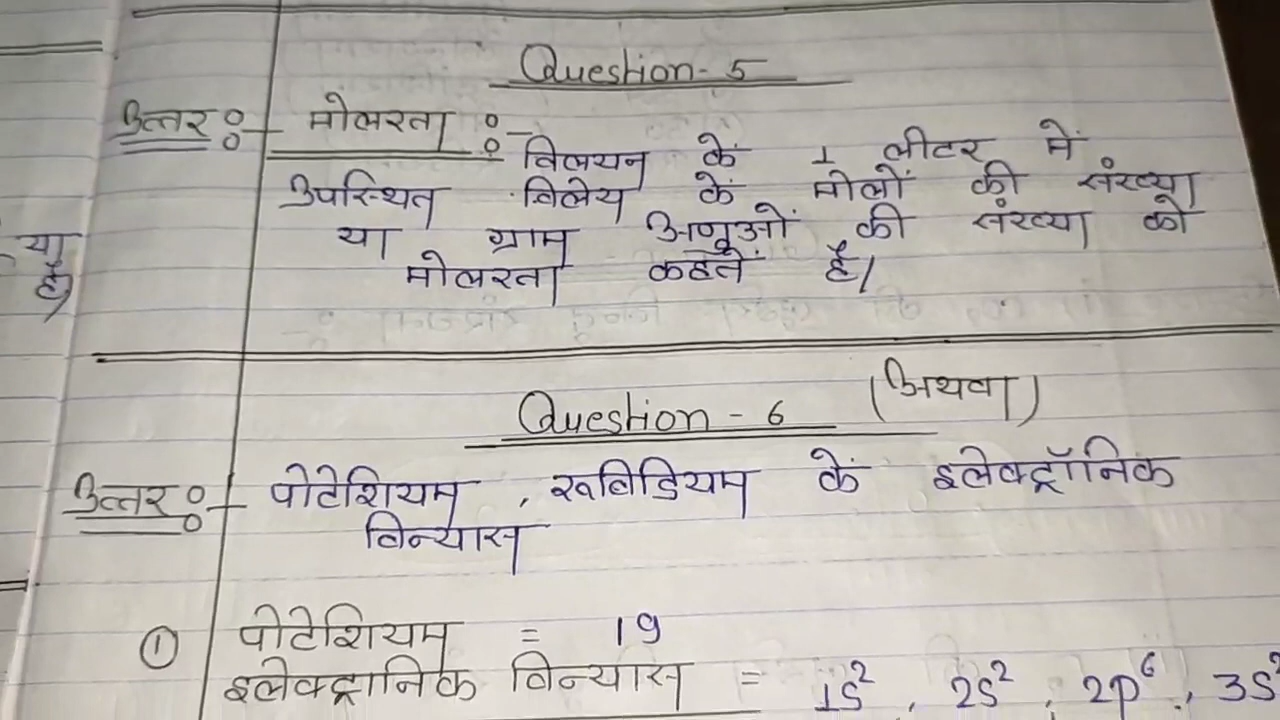 Question-5
उत्तर :- मोलरता :-
विलयन कें 1 लीटर में
उपस्थित विलेय कें मोलों की संख्या
या ग्राम अणुओं की संख्या को
मोलरता कहतें है।
या
है।
Question - 6 (अथवा)
उत्तर :- पोटेशियम, रूबिडियम कें इलेक्ट्रॉनिक
विन्यास
① पोटेशियम = 19
इलेक्ट्रानिक विन्यास = 1s², 2s², 2p⁶, 3s²